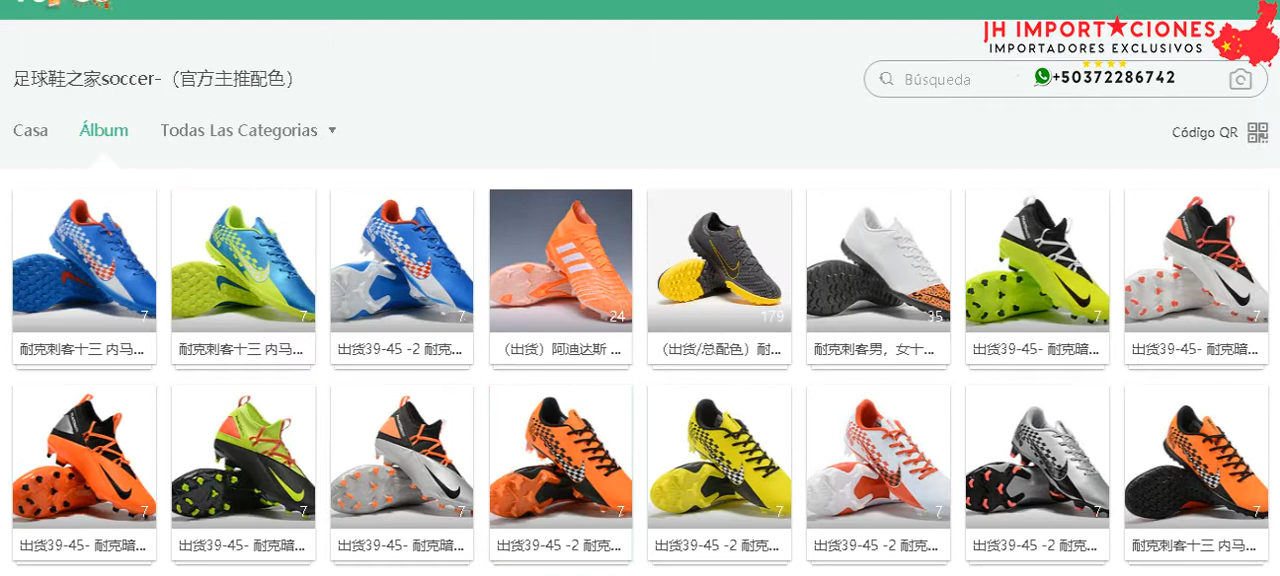 JH IMPORT★CIONES
IMPORTADORES EXCLUSIVOS
足球鞋之家soccer-（官方主推配色）
Búsqueda
+50372286742
Casa
Álbum
Todas Las Categorias
Código QR
7
7
7
24
179
35
7
7
耐克刺客十三 内马...
耐克刺客十三 内马...
出货39-45 -2 耐克...
（出货）阿迪达斯 ...
（出货/总配色）耐...
耐克刺客男，女十...
出货39-45- 耐克暗...
出货39-45- 耐克暗...
7
7
7
7
7
7
7
7
出货39-45- 耐克暗...
出货39-45- 耐克暗...
出货39-45- 耐克暗...
出货39-45 -2 耐克...
出货39-45 -2 耐克...
出货39-45 -2 耐克...
出货39-45 -2 耐克...
耐克刺客十三 内马...